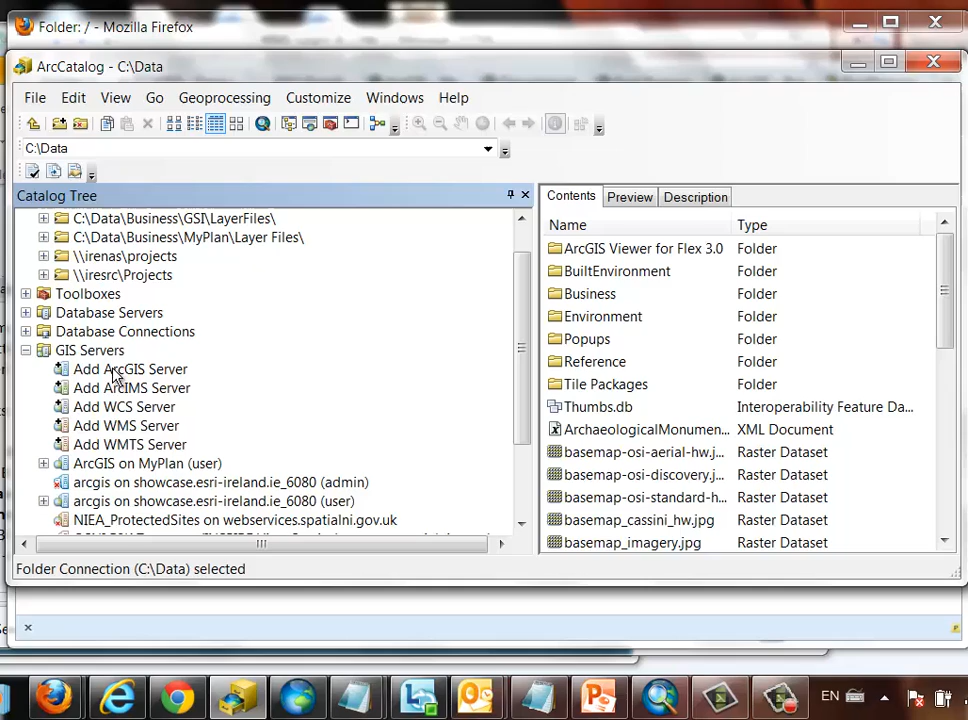 Folder: / - Mozilla Firefox
ArcCatalog - C:\Data
File Edit View Go Geoprocessing Customize Windows Help
C:\Data
Catalog Tree
C:\Data\Business\GSI\LayerFiles\
C:\Data\Business\MyPlan\Layer Files\
\\irenas\projects
\\iresrc\Projects
Toolboxes
Database Servers
Database Connections
GIS Servers
Add ArcGIS Server
Add ArcIMS Server
Add WCS Server
Add WMS Server
Add WMTS Server
ArcGIS on MyPlan (user)
arcgis on showcase.esri-ireland.ie_6080 (admin)
arcgis on showcase.esri-ireland.ie_6080 (user)
NIEA_ProtectedSites on webservices.spatialni.gov.uk
Contents Preview Description
Name Type
ArcGIS Viewer for Flex 3.0 Folder
BuiltEnvironment Folder
Business Folder
Environment Folder
Popups Folder
Reference Folder
Tile Packages Folder
Thumbs.db Interoperability Feature Da...
ArchaeologicalMonumen... XML Document
basemap-osi-aerial-hw.j... Raster Dataset
basemap-osi-discovery.j... Raster Dataset
basemap-osi-standard-h... Raster Dataset
basemap_cassini_hw.jpg Raster Dataset
basemap_imagery.jpg Raster Dataset
Folder Connection (C:\Data) selected
EN